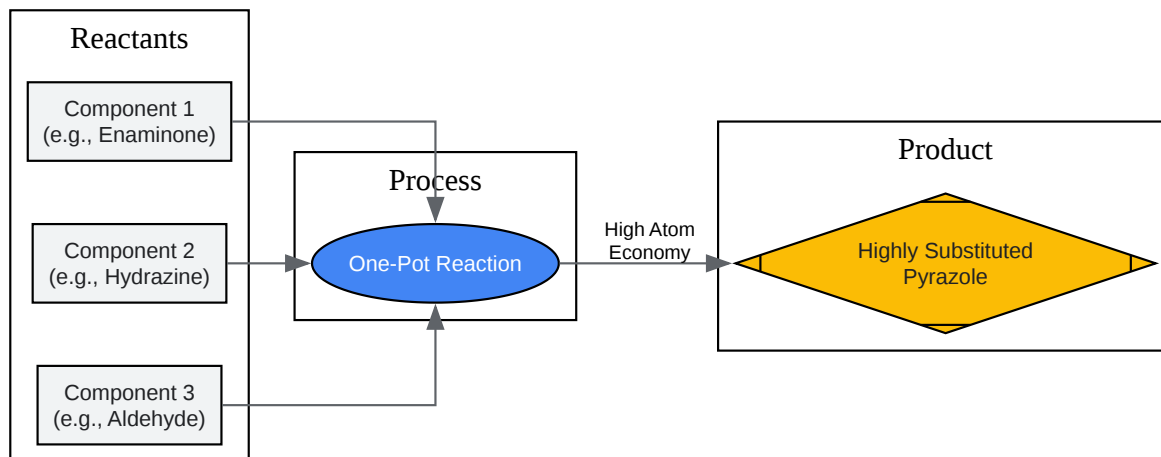 Reactants
Component 1
(e.g., Enaminone)
Component 2
(e.g., Hydrazine)
Component 3
(e.g., Aldehyde)
Process
One-Pot Reaction
High Atom
Economy
Product
Highly Substituted
Pyrazole